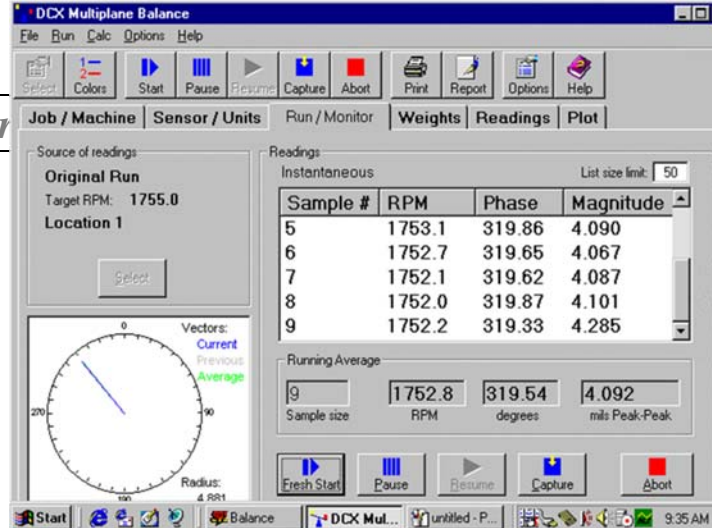 DCX Multiplane Balance
File Run Calc Options Help
Select Colors Start Pause Resume Capture Abort Print Report Options Help
Job / Machine Sensor / Units Run / Monitor Weights Readings Plot
Source of readings
Original Run
Target RPM: 1755.0
Location 1
Select
Readings
Instantaneous List size limit: 50
Sample # RPM Phase Magnitude
5 1753.1 319.86 4.090
6 1752.7 319.65 4.067
7 1752.1 319.62 4.087
8 1752.0 319.87 4.101
9 1752.2 319.33 4.285
0
90
180
270
Vectors:
Current
Previous
Average
Radius:
4.881
Running Average
9 1752.8 319.54 4.092
Sample size RPM degrees mils Peak-Peak
Fresh Start Pause Resume Capture Abort
Start Balance DCX Mul... untitled - P... 9:35 AM